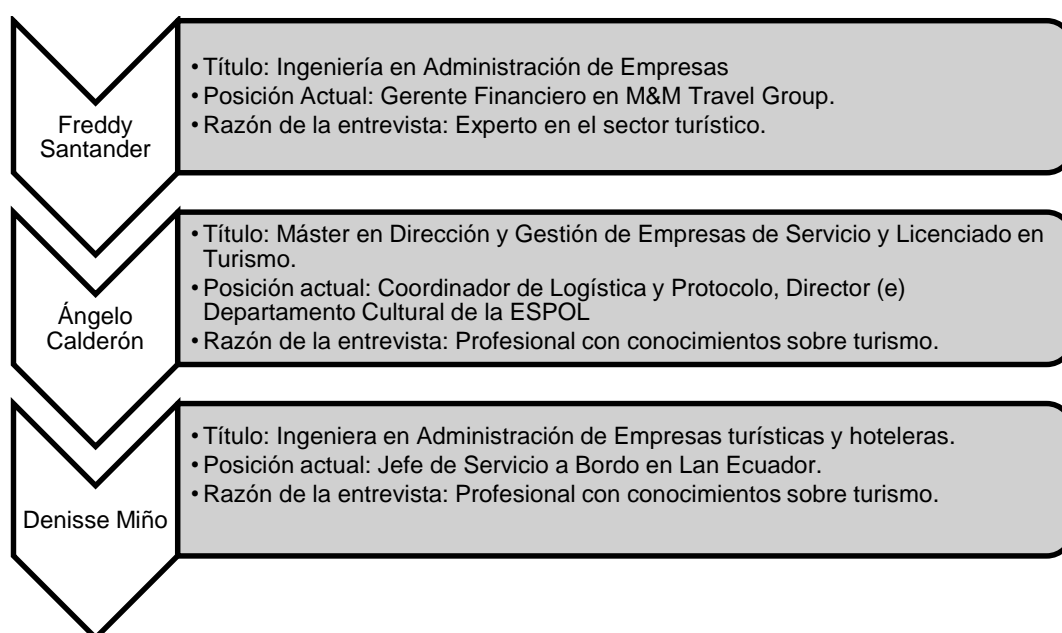 Freddy
Santander
• Título: Ingeniería en Administración de Empresas
• Posición Actual: Gerente Financiero en M&M Travel Group.
• Razón de la entrevista: Experto en el sector turístico.
Ángelo
Calderón
• Título: Máster en Dirección y Gestión de Empresas de Servicio y Licenciado en
Turismo.
• Posición actual: Coordinador de Logística y Protocolo, Director (e)
Departamento Cultural de la ESPOL
• Razón de la entrevista: Profesional con conocimientos sobre turismo.
Denisse Miño
• Título: Ingeniera en Administración de Empresas turísticas y hoteleras.
• Posición actual: Jefe de Servicio a Bordo en Lan Ecuador.
• Razón de la entrevista: Profesional con conocimientos sobre turismo.